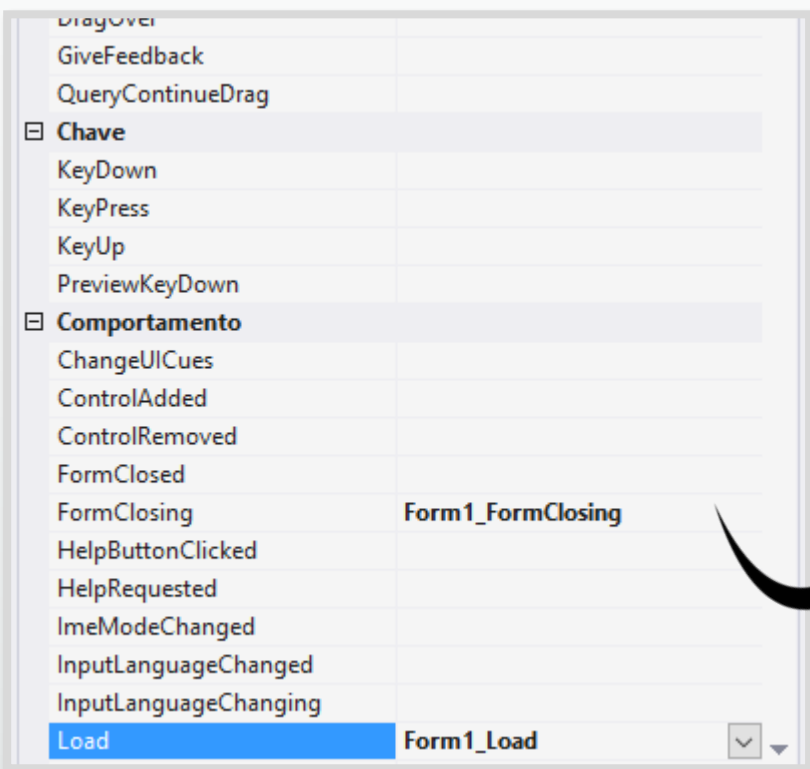 DragOver
GiveFeedback
QueryContinueDrag
Chave
KeyDown
KeyPress
KeyUp
PreviewKeyDown
Comportamento
ChangeUICues
ControlAdded
ControlRemoved
FormClosed
FormClosing Form1_FormClosing
HelpButtonClicked
HelpRequested
ImeModeChanged
InputLanguageChanged
InputLanguageChanging
Load Form1_Load